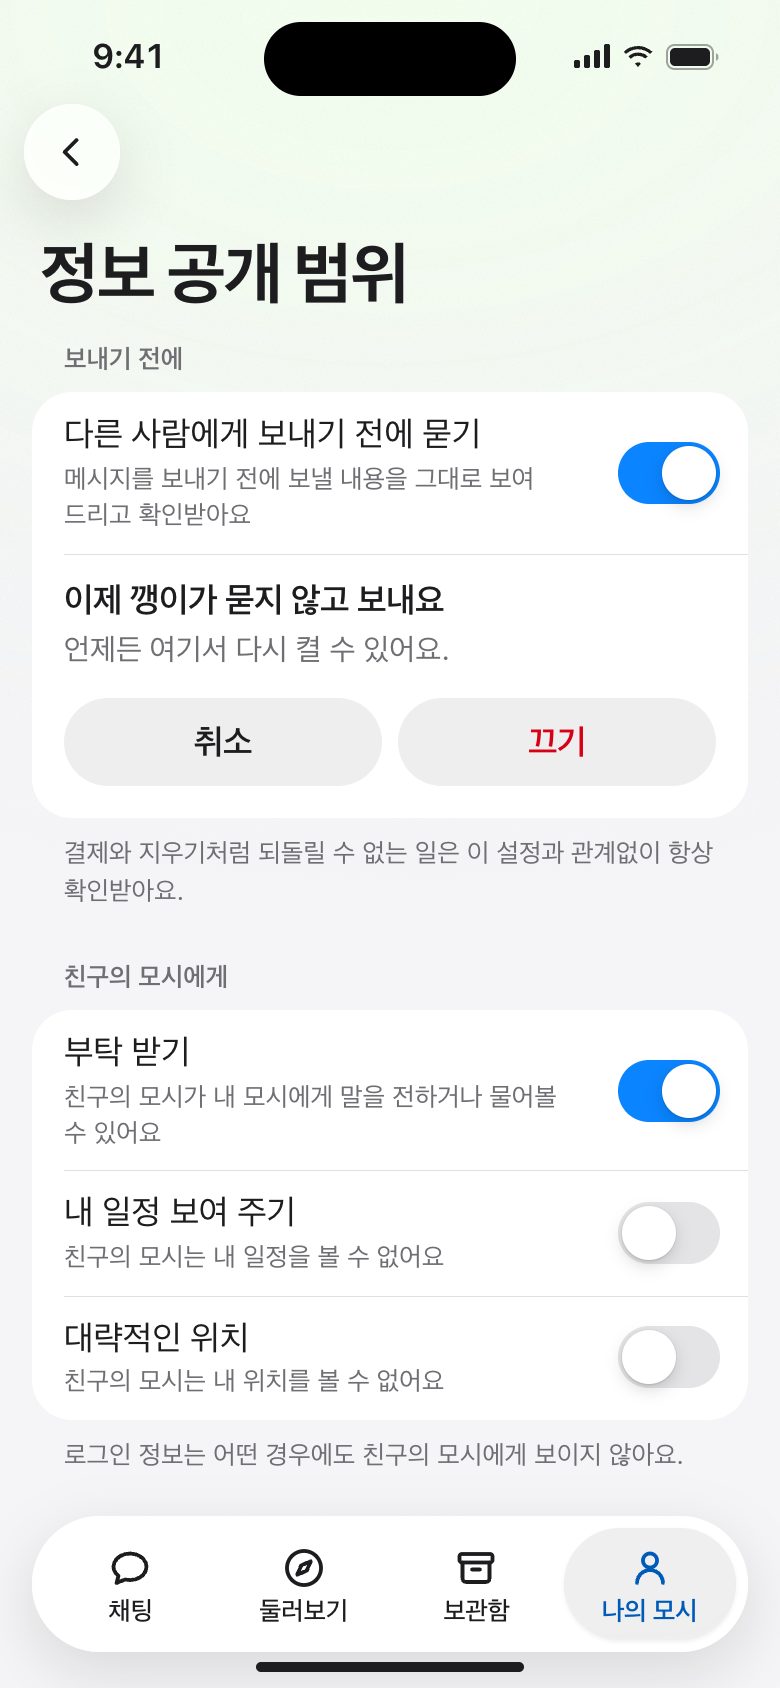 9:41
정보 공개 범위
보내기 전에
다른 사람에게 보내기 전에 묻기
메시지를 보내기 전에 보낼 내용을 그대로 보여
드리고 확인받아요
이제 깽이가 묻지 않고 보내요
언제든 여기서 다시 켤 수 있어요.
취소
끄기
결제와 지우기처럼 되돌릴 수 없는 일은 이 설정과 관계없이 항상
확인받아요.
친구의 모시에게
부탁 받기
친구의 모시가 내 모시에게 말을 전하거나 물어볼
수 있어요
내 일정 보여 주기
친구의 모시는 내 일정을 볼 수 없어요
대략적인 위치
친구의 모시는 내 위치를 볼 수 없어요
로그인 정보는 어떤 경우에도 친구의 모시에게 보이지 않아요.
채팅
둘러보기
보관함
나의 모시